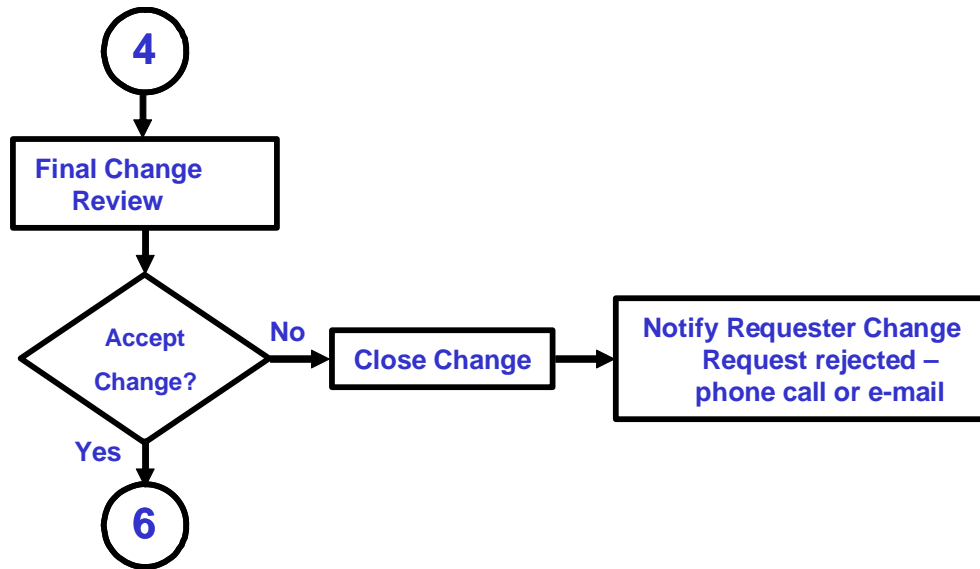 4
Final Change
Review
Accept
Change?
No
Close Change
Notify Requester Change
Request rejected –
phone call or e-mail
Yes
6